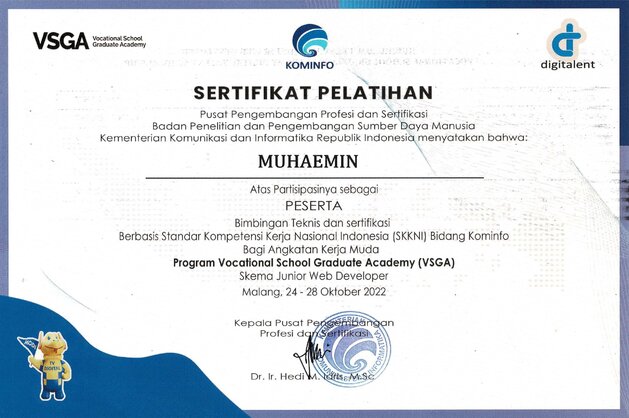 VSGA Vocational School
Graduate Academy
KOMINFO
digitalent
SERTIFIKAT PELATIHAN
Pusat Pengembangan Profesi dan Sertifikasi
Badan Penelitian dan Pengembangan Sumber Daya Manusia
Kementerian Komunikasi dan Informatika Republik Indonesia menyatakan bahwa:
MUHAEMIN
Atas Partisipasinya sebagai
PESERTA
Bimbingan Teknis dan sertifikasi
Berbasis Standar Kompetensi Kerja Nasional Indonesia (SKKNI) Bidang Kominfo
Bagi Angkatan Kerja Muda
Program Vocational School Graduate Academy (VSGA)
Skema Junior Web Developer
Malang, 24 - 28 Oktober 2022
Kepala Pusat Pengembangan
Profesi dan Sertifikasi
Dr. Ir. Hedi M. Idris, M.Sc
TV
DIGITAL